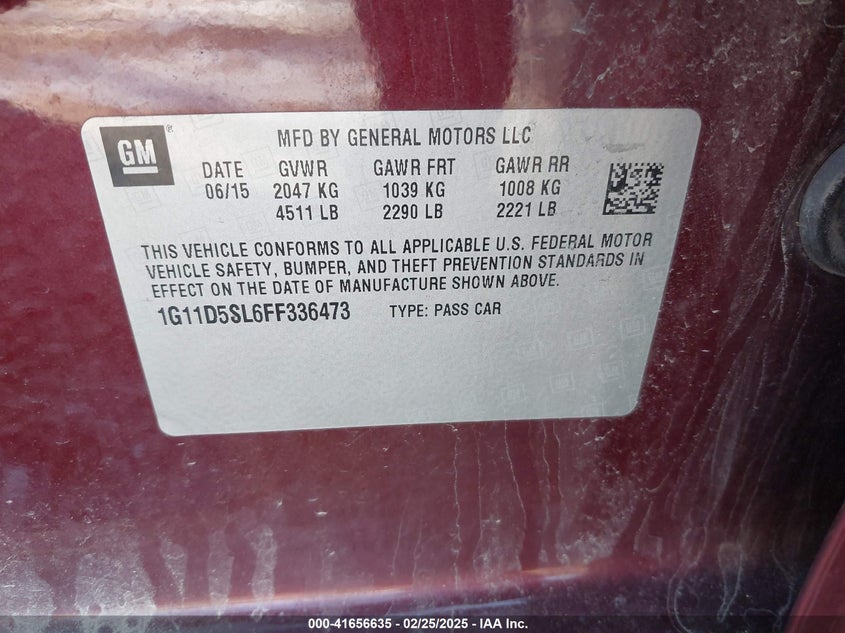 GM®
MFD BY GENERAL MOTORS LLC
DATE GVWR GAWR FRT GAWR RR
06/15 2047 KG 1039 KG 1008 KG
4511 LB 2290 LB 2221 LB
THIS VEHICLE CONFORMS TO ALL APPLICABLE U.S. FEDERAL MOTOR
VEHICLE SAFETY, BUMPER, AND THEFT PREVENTION STANDARDS IN
EFFECT ON THE DATE OF MANUFACTURE SHOWN ABOVE.
1G11D5SL6FF336473 TYPE: PASS CAR
000-41656635 - 02/25/2025 - IAA Inc.